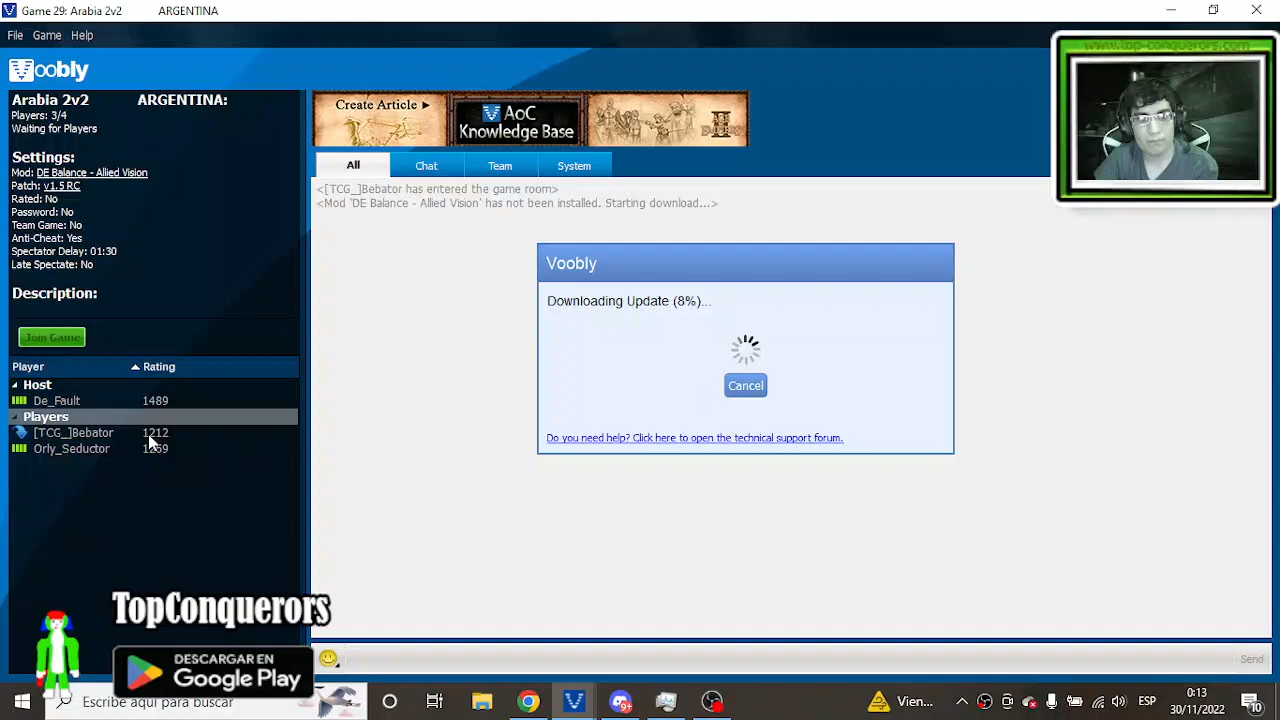 Game 29: Arabia 2v2 ARGENTINA
www.top-conquerors.com
File Game Help
Voobly
Arabia 2v2 ARGENTINA:
Players: 3/4
Waiting for Players
Settings:
Mod: DE Balance - Allied Vision
Patch: v1.5 RC
Rated: No
Password: No
Team Game: No
Anti-Cheat: Yes
Spectator Delay: 01:30
Late Spectate: No
Description:
Join Game
Player Rating
Host
De_Fault 1489
Players
[TCG_]Bebator 1212
Orly_Seductor
Create Article ►
AoC
Knowledge Base
All Chat Team System
<[TCG_]Bebator has entered the game room>
<Mod 'DE Balance - Allied Vision' has not been installed. Starting download...>
Voobly
Downloading Update (8%)...
Cancel
Do you need help? Click here to open the technical support forum.
Send
TopConquerors
DESCARGAR EN
Google Play
Escribe aquí para buscar
Vien...
ESP
0:13
30/11/2022
10